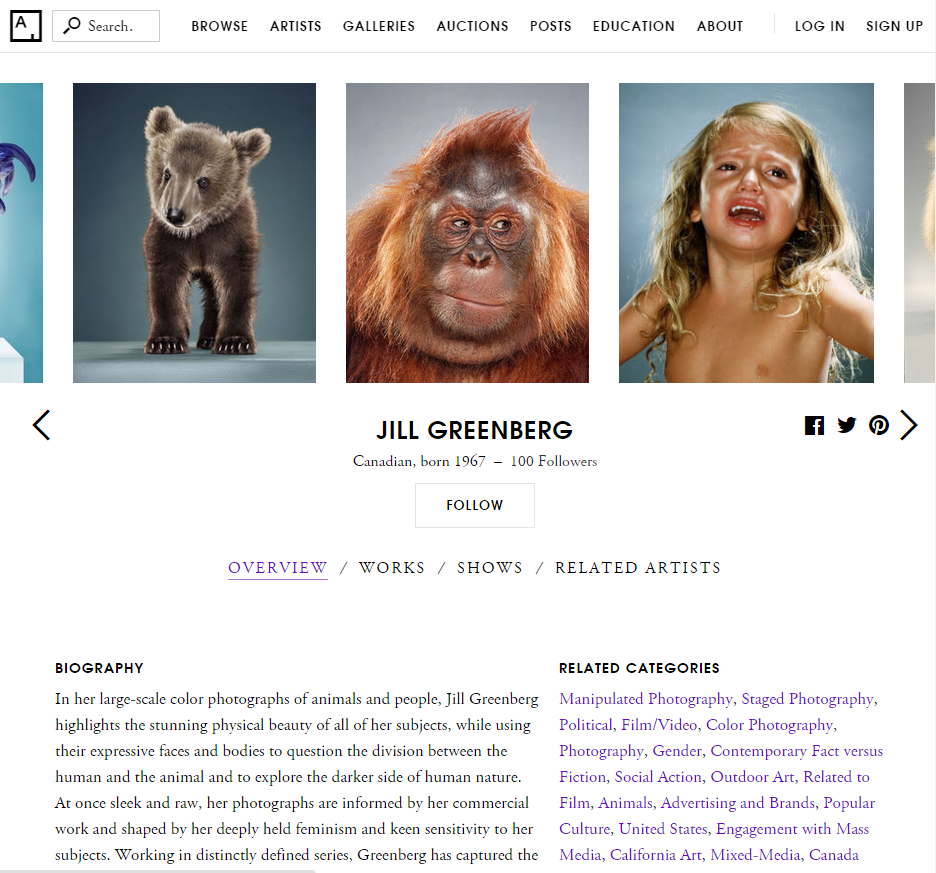 A
Search.
BROWSE ARTISTS GALLERIES AUCTIONS POSTS EDUCATION ABOUT LOG IN SIGN UP
JILL GREENBERG
Canadian, born 1967 – 100 Followers
FOLLOW
OVERVIEW / WORKS / SHOWS / RELATED ARTISTS
BIOGRAPHY
In her large-scale color photographs of animals and people, Jill Greenberg
highlights the stunning physical beauty of all of her subjects, while using
their expressive faces and bodies to question the division between the
human and the animal and to explore the darker side of human nature.
At once sleek and raw, her photographs are informed by her commercial
work and shaped by her deeply held feminism and keen sensitivity to her
subjects. Working in distinctly defined series, Greenberg has captured the
RELATED CATEGORIES
Manipulated Photography, Staged Photography,
Political, Film/Video, Color Photography,
Photography, Gender, Contemporary Fact versus
Fiction, Social Action, Outdoor Art, Related to
Film, Animals, Advertising and Brands, Popular
Culture, United States, Engagement with Mass
Media, California Art, Mixed-Media, Canada